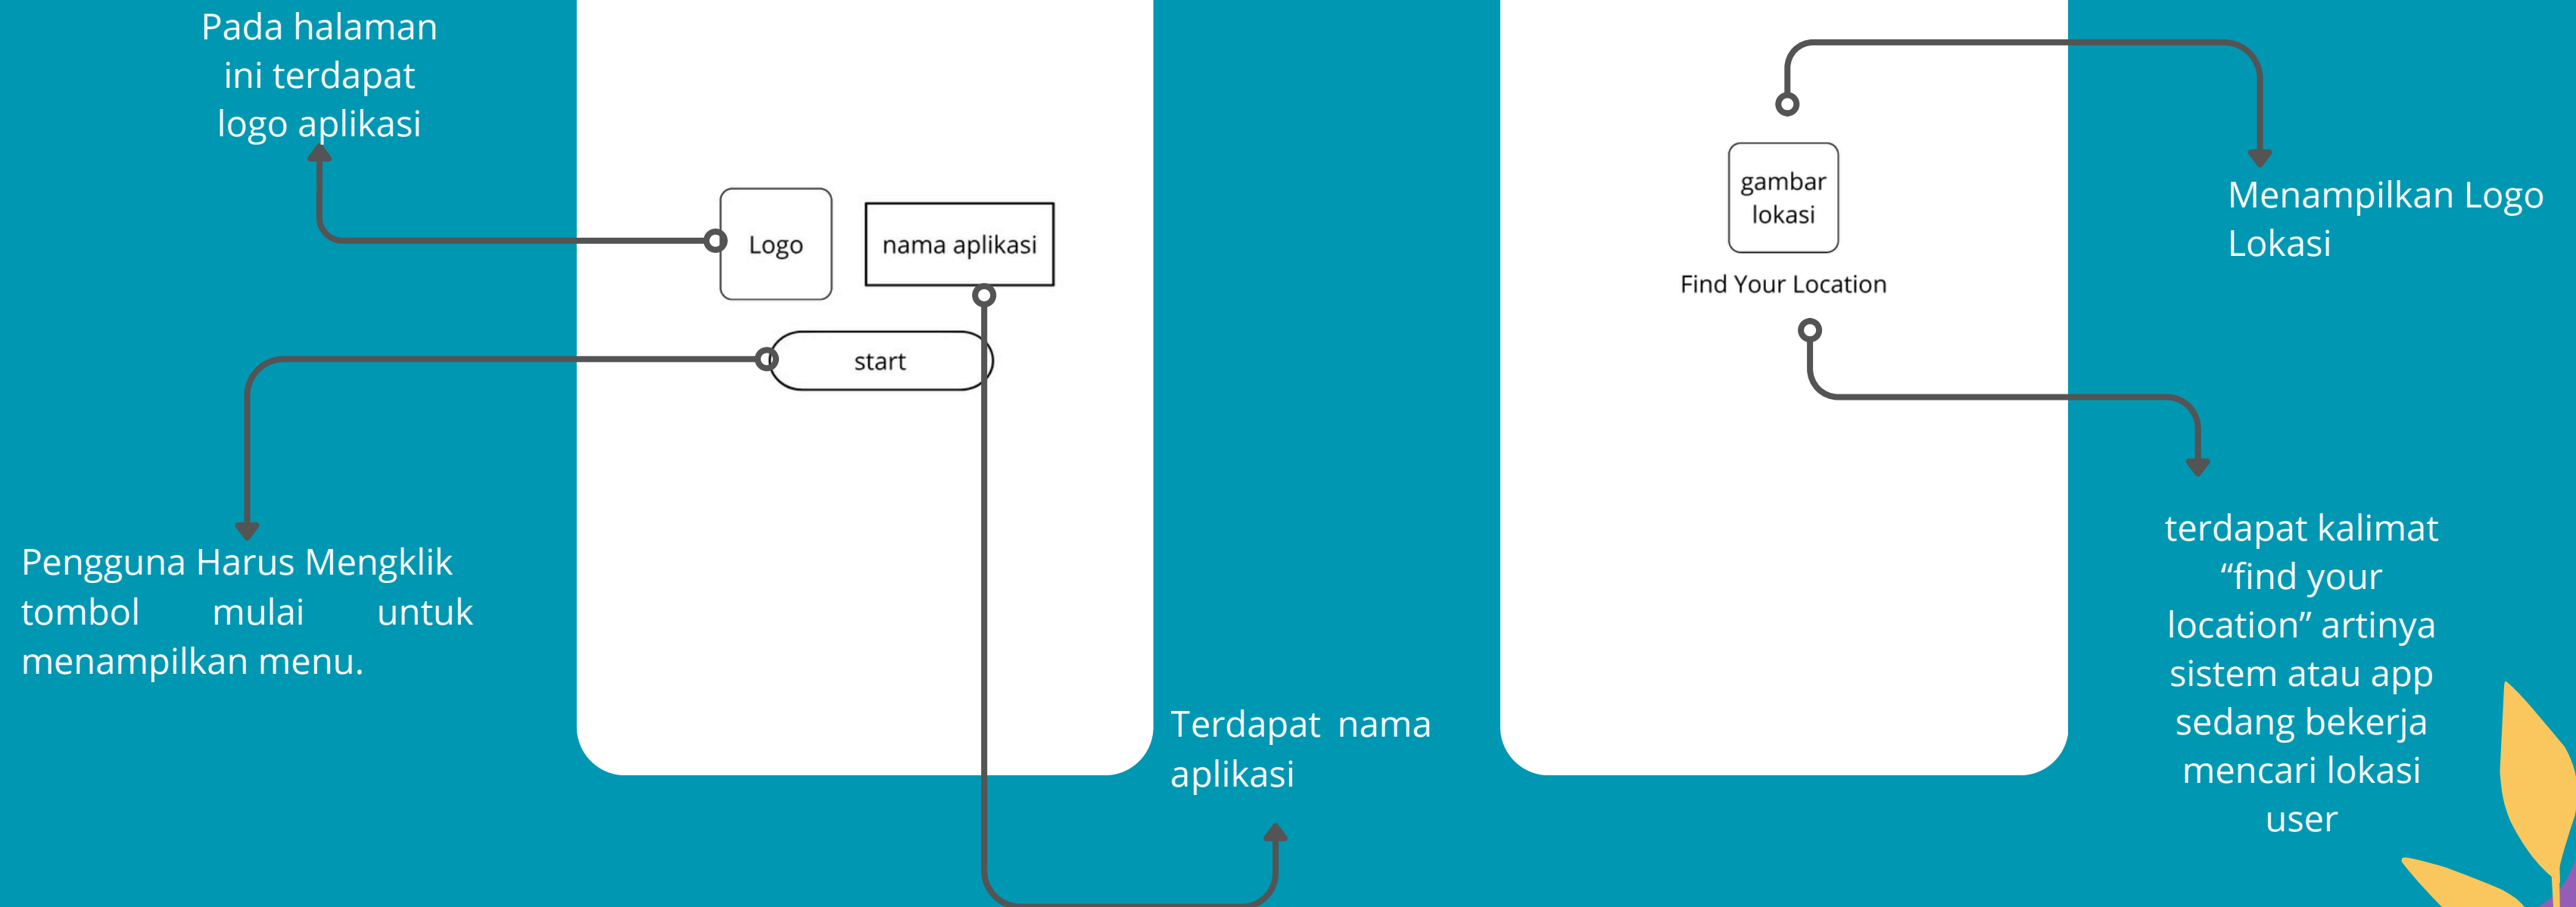 Pada halaman
ini terdapat
logo aplikasi
Logo
nama aplikasi
start
Pengguna Harus Mengklik
tombol mulai untuk
menampilkan menu.
Terdapat nama
aplikasi
gambar
lokasi
Find Your Location
Menampilkan Logo
Lokasi
terdapat kalimat
“find your
location” artinya
sistem atau app
sedang bekerja
mencari lokasi
user